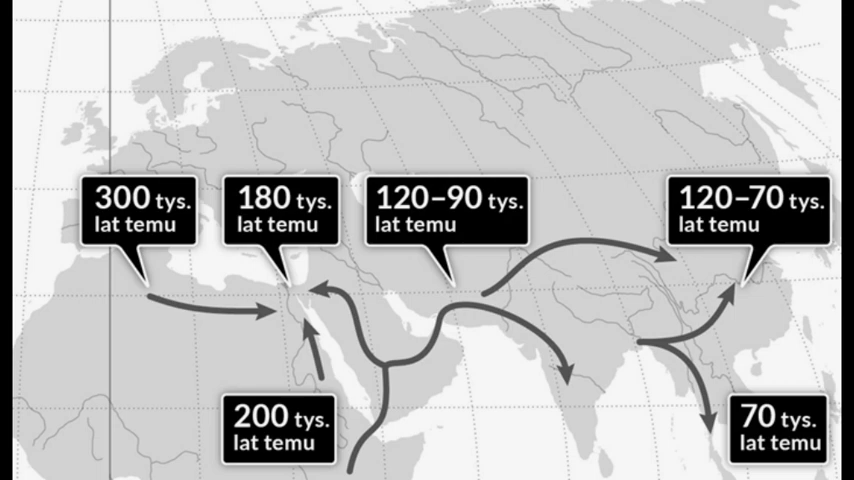 300 tys.
lat temu
180 tys.
lat temu
120–90 tys.
lat temu
120–70 tys.
lat temu
200 tys.
lat temu
70 tys.
lat temu